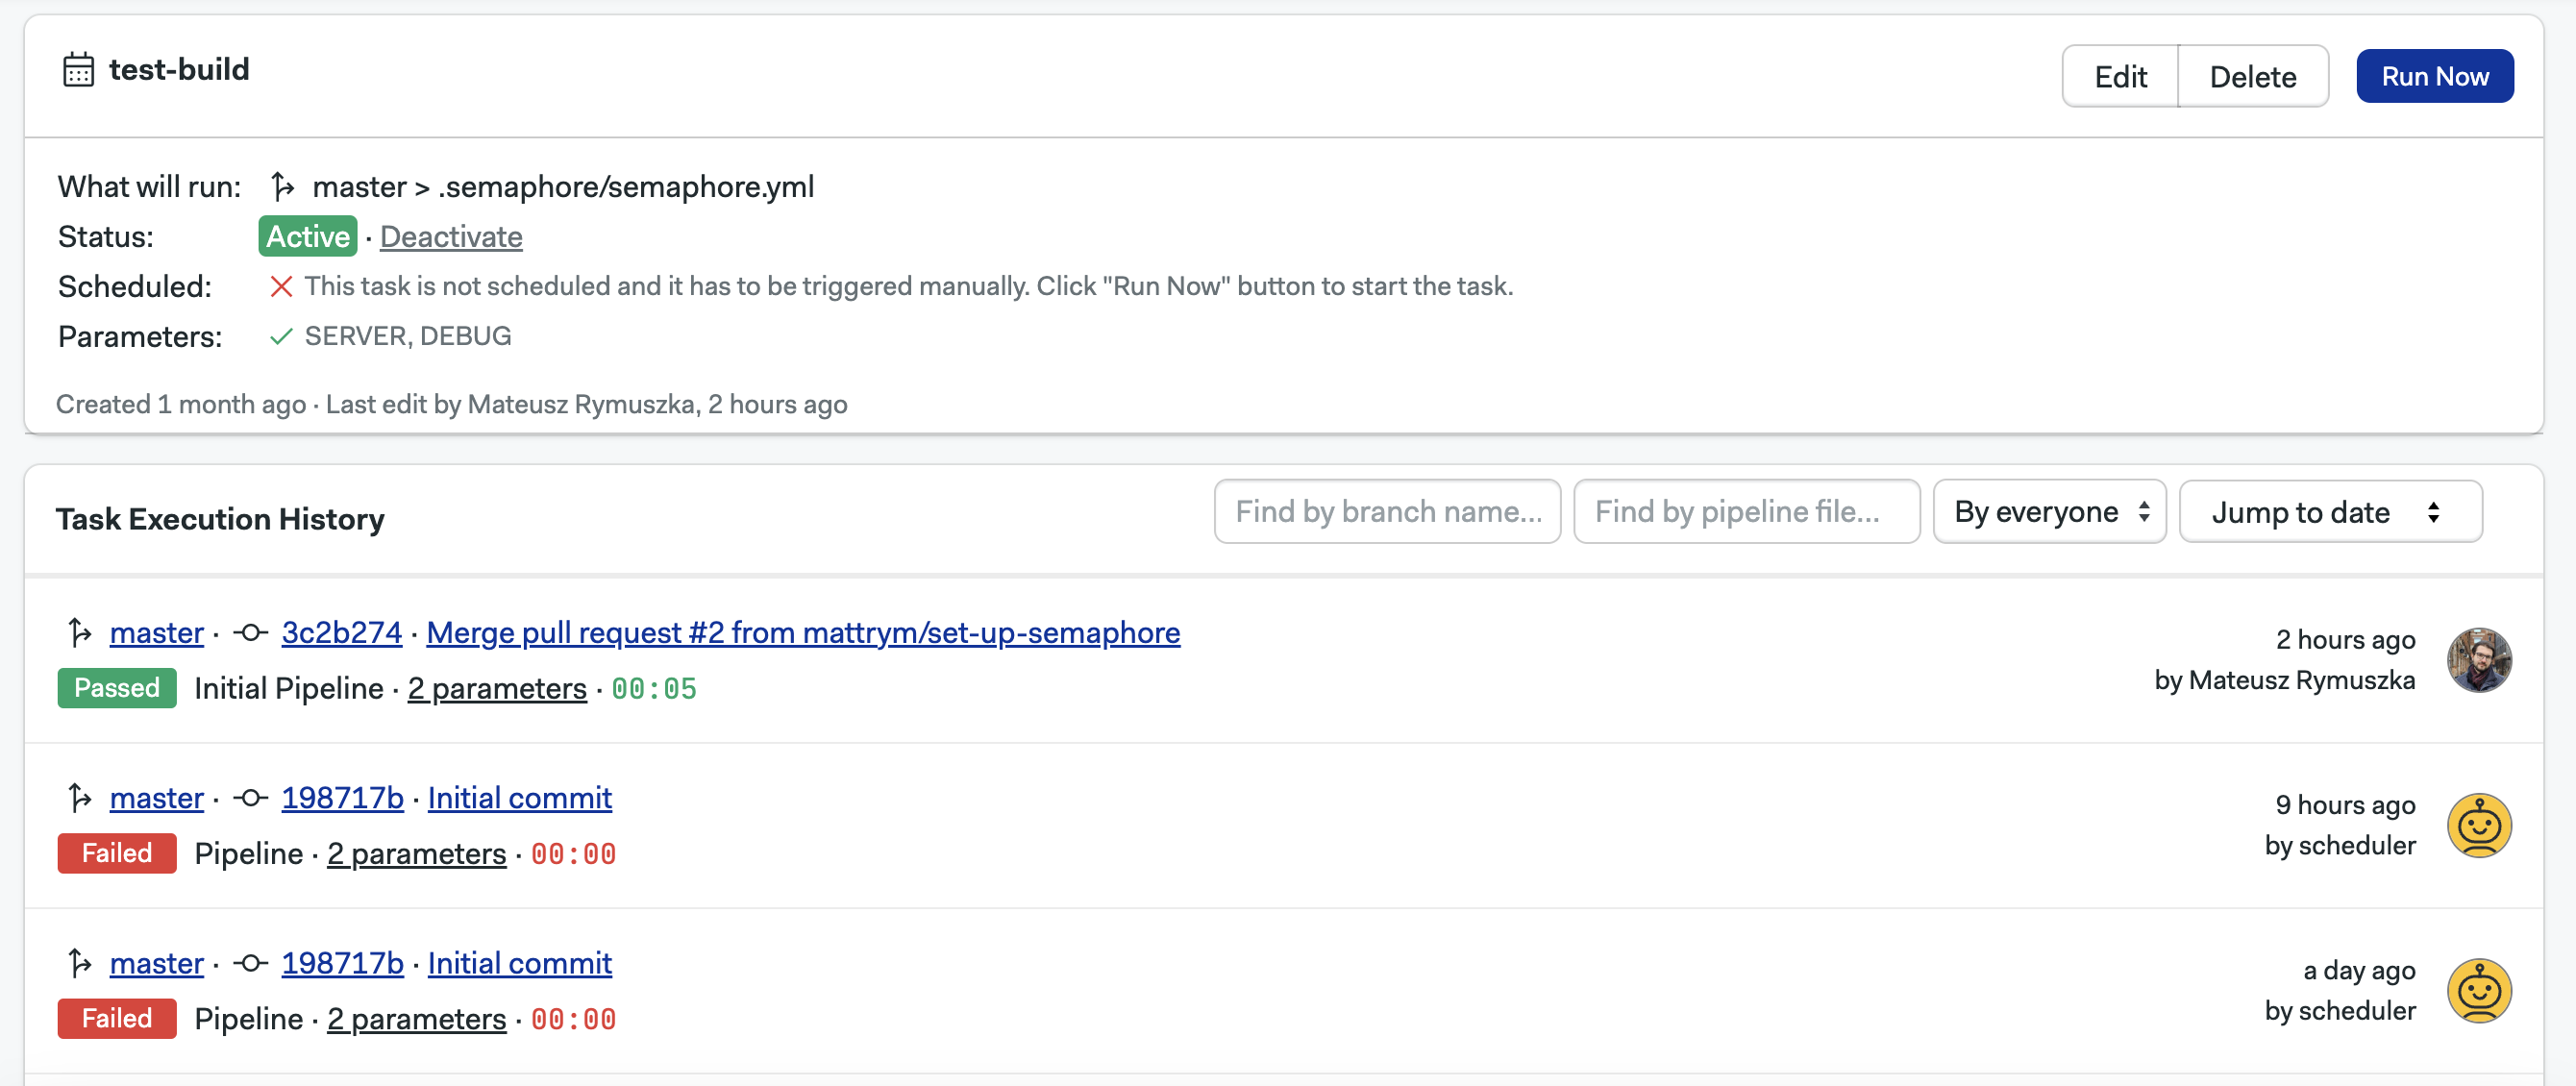 test-build
Edit
Delete
Run Now
What will run: master > .semaphore/semaphore.yml
Status: Active · Deactivate
Scheduled: This task is not scheduled and it has to be triggered manually. Click "Run Now" button to start the task.
Parameters: SERVER, DEBUG
Created 1 month ago · Last edit by Mateusz Rymuszka, 2 hours ago
Task Execution History
Find by branch name...
Find by pipeline file...
By everyone
Jump to date
master · 3c2b274 · Merge pull request #2 from mattrym/set-up-semaphore
Passed Initial Pipeline · 2 parameters · 00:05
2 hours ago
by Mateusz Rymuszka
master · 198717b · Initial commit
Failed Pipeline · 2 parameters · 00:00
9 hours ago
by scheduler
master · 198717b · Initial commit
Failed Pipeline · 2 parameters · 00:00
a day ago
by scheduler